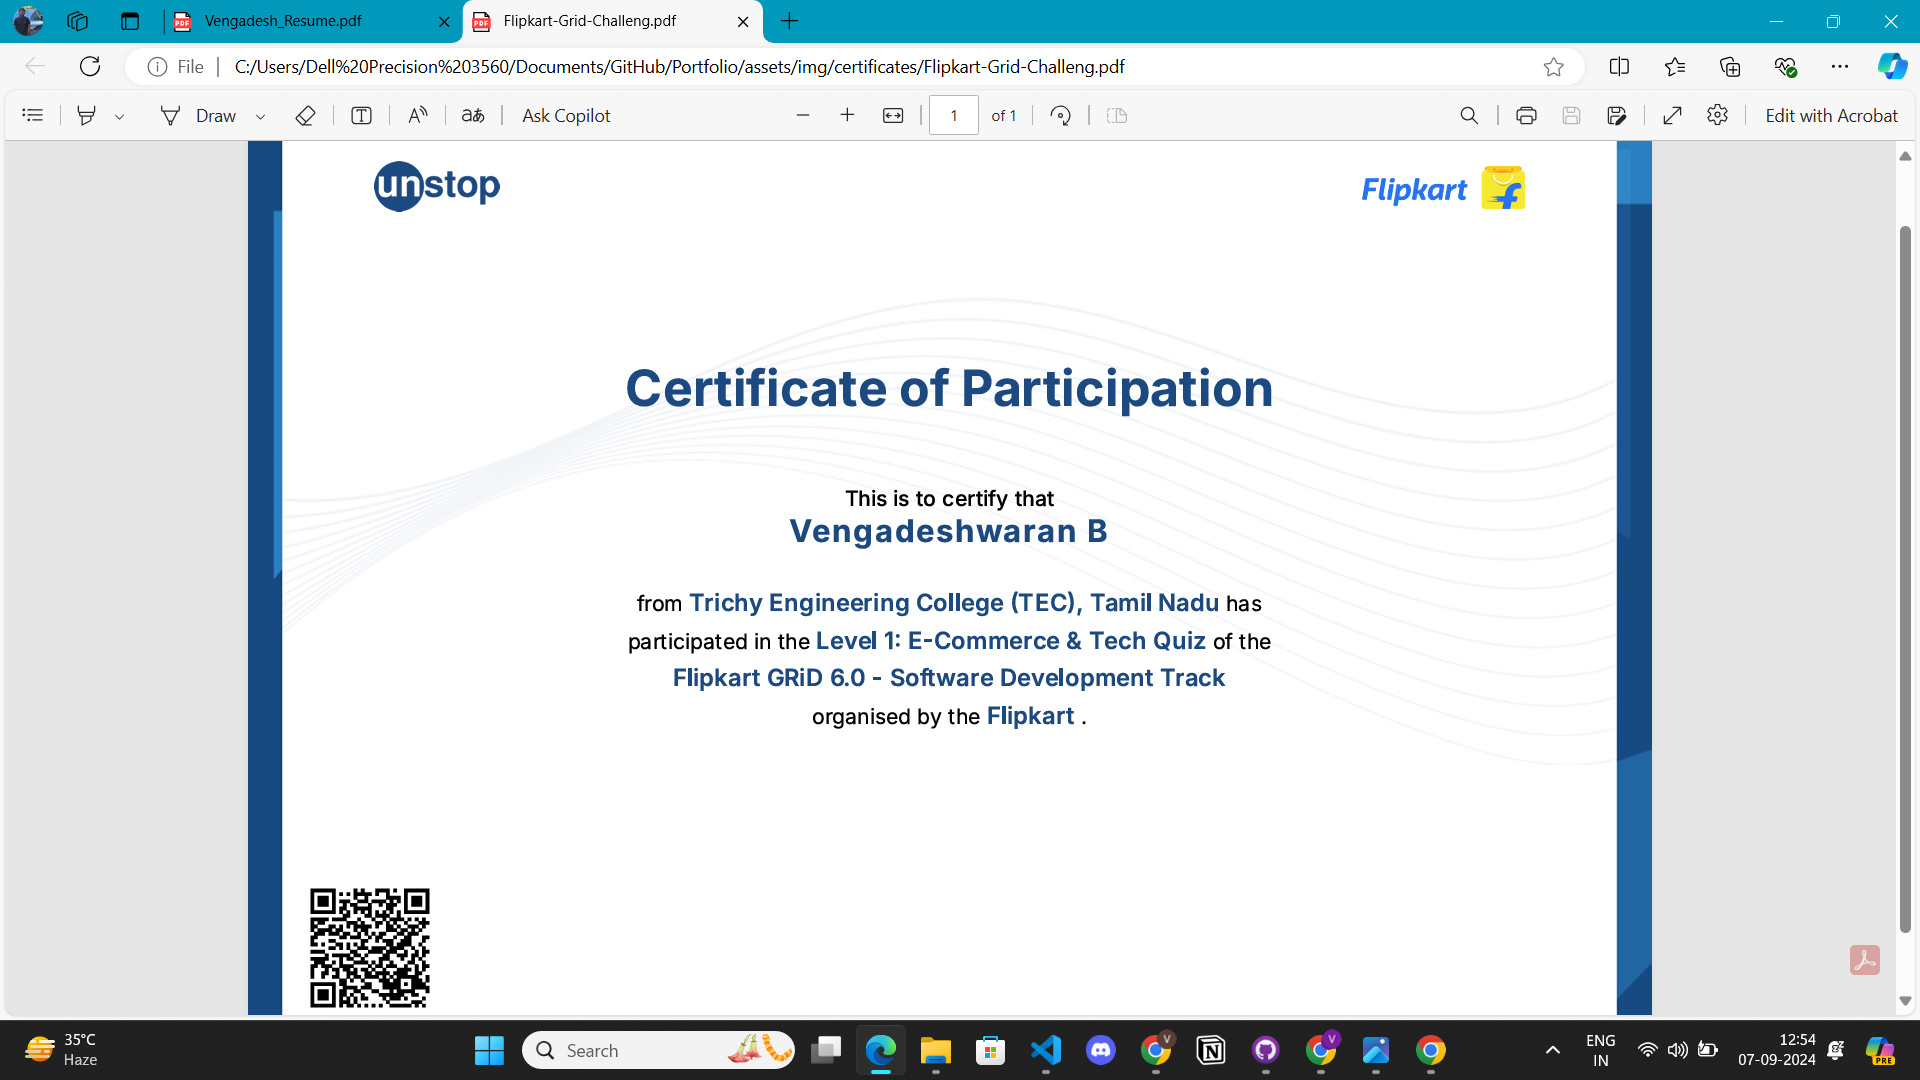 Vengadesh_Resume.pdf
Flipkart-Grid-Challeng.pdf
File
C:/Users/Dell%20Precision%203560/Documents/GitHub/Portfolio/assets/img/certificates/Flipkart-Grid-Challeng.pdf
Draw
aあ
Ask Copilot
1 of 1
Edit with Acrobat
unstop
Flipkart
Certificate of Participation
This is to certify that
Vengadeshwaran B
from Trichy Engineering College (TEC), Tamil Nadu has
participated in the Level 1: E-Commerce & Tech Quiz of the
Flipkart GRiD 6.0 - Software Development Track
organised by the Flipkart .
35°C
Haze
Search
ENG
IN
12:54
07-09-2024
PRE